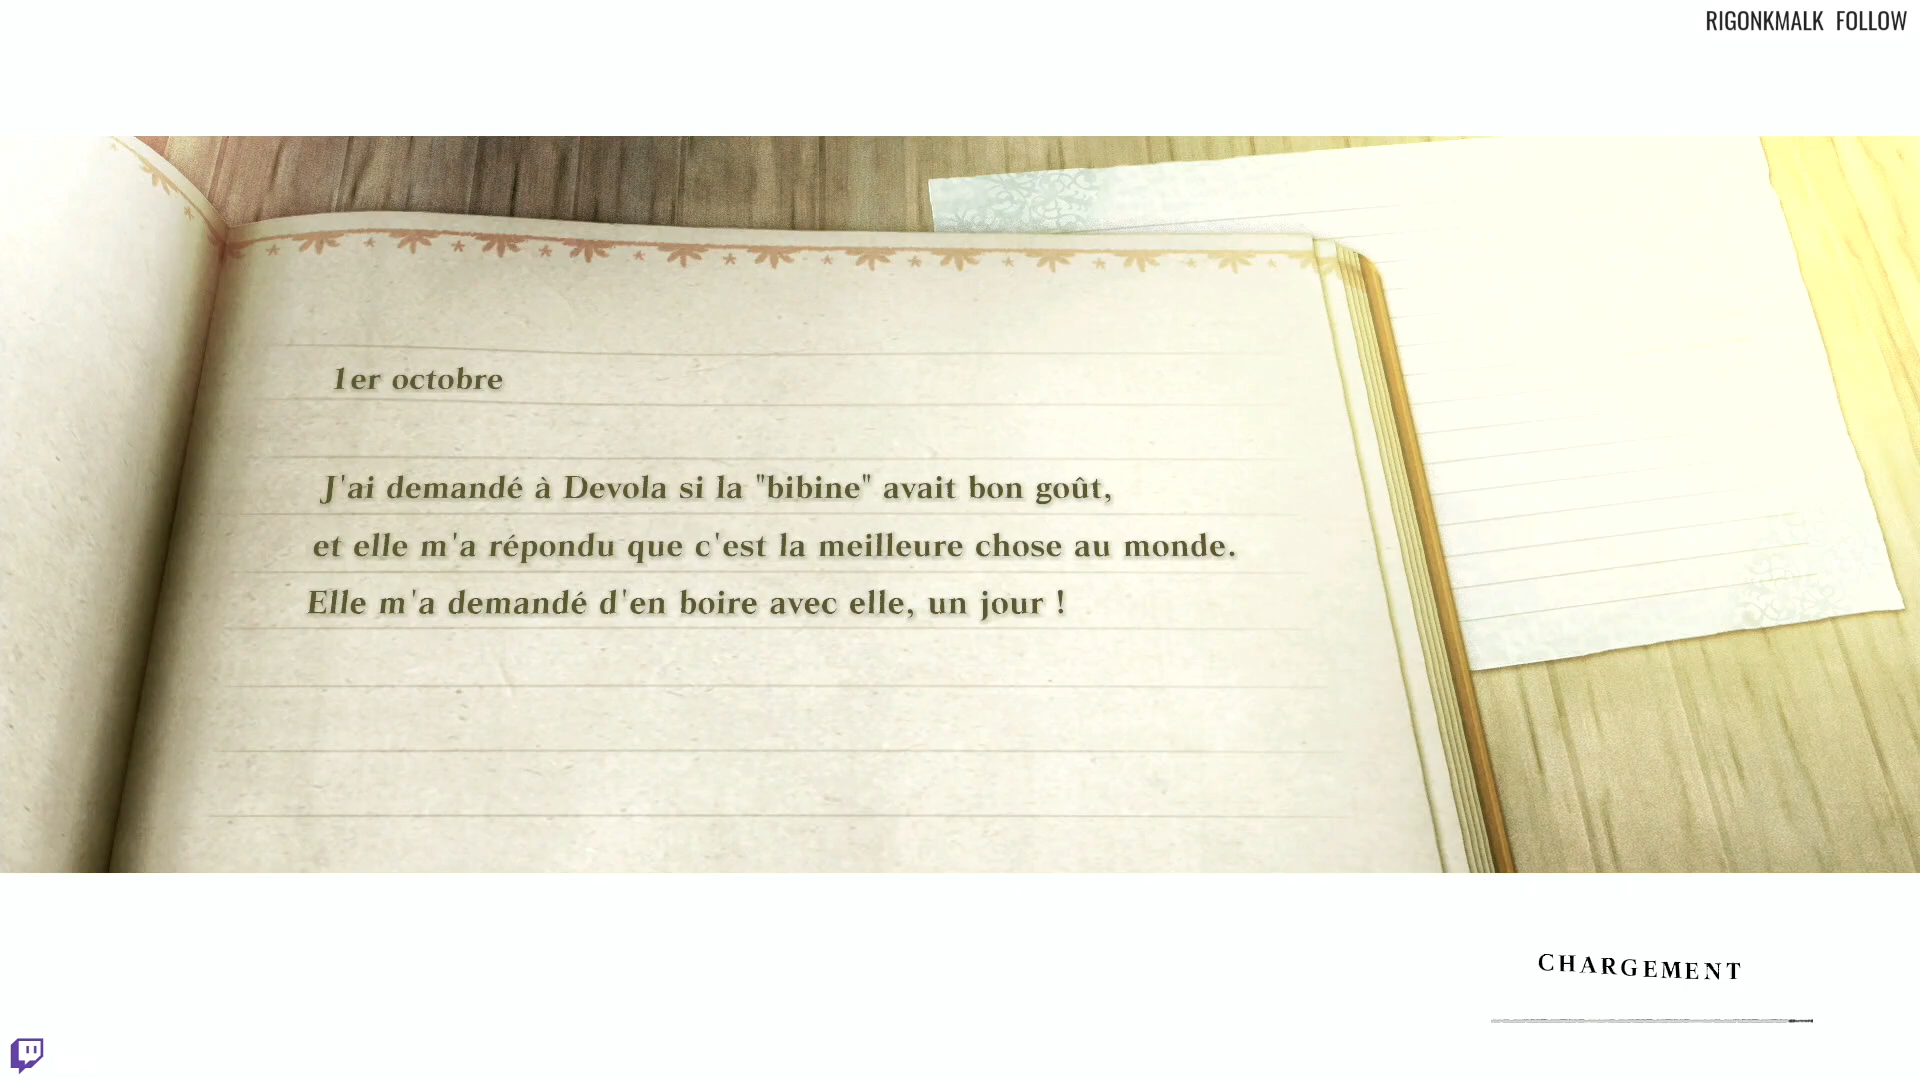 RIGONKMALK FOLLOW
1er octobre
J'ai demandé à Devola si la "bibine" avait bon goût,
et elle m'a répondu que c'est la meilleure chose au monde.
Elle m'a demandé d'en boire avec elle, un jour !
CHARGEMENT